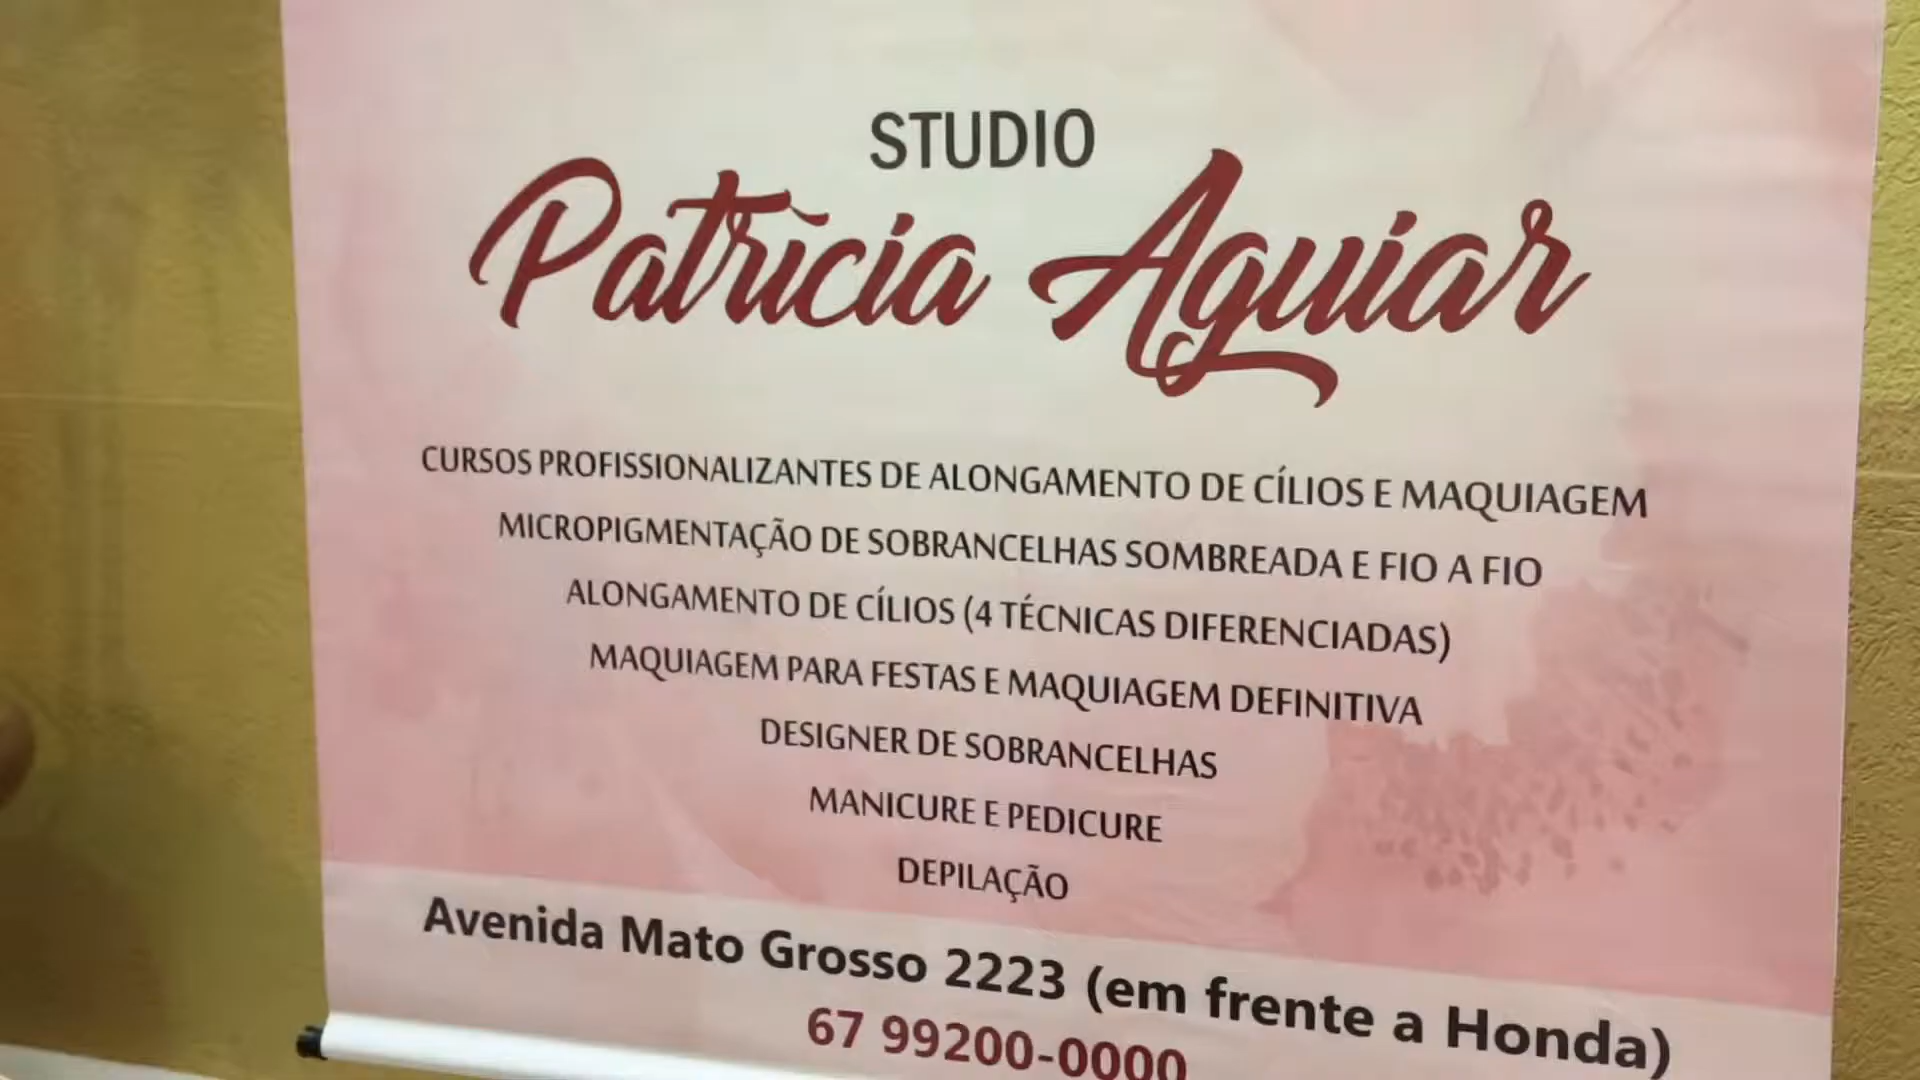 STUDIO
Patrícia Aguiar
CURSOS PROFISSIONALIZANTES DE ALONGAMENTO DE CÍLIOS E MAQUIAGEM
MICROPIGMENTAÇÃO DE SOBRANCELHAS SOMBREADA E FIO A FIO
ALONGAMENTO DE CÍLIOS (4 TÉCNICAS DIFERENCIADAS)
MAQUIAGEM PARA FESTAS E MAQUIAGEM DEFINITIVA
DESIGNER DE SOBRANCELHAS
MANICURE E PEDICURE
DEPILAÇÃO
Avenida Mato Grosso 2223 (em frente a Honda)
67 99200-0000